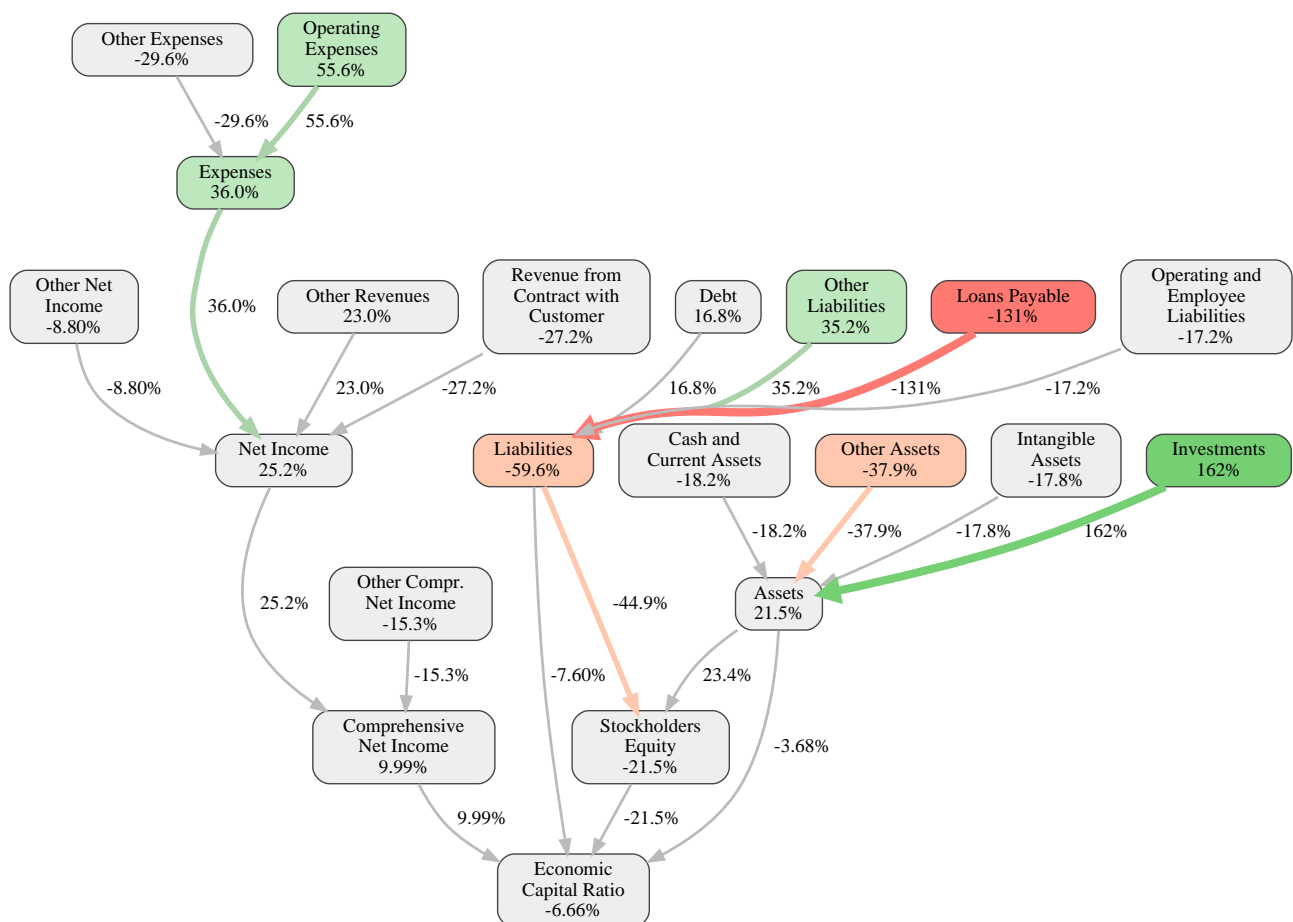 Other Expenses
-29.6%
Operating
Expenses
55.6%
-29.6%
55.6%
Expenses
36.0%
Other Net
Income
-8.80%
36.0%
Other Revenues
23.0%
Revenue from
Contract with
Customer
-27.2%
Debt
16.8%
Other
Liabilities
35.2%
Loans Payable
-131%
Operating and
Employee
Liabilities
-17.2%
-8.80%
23.0%
-27.2%
16.8%
35.2%
-131%
-17.2%
Net Income
25.2%
Liabilities
-59.6%
Cash and
Current Assets
-18.2%
Other Assets
-37.9%
Intangible
Assets
-17.8%
Investments
162%
-18.2%
-37.9%
-17.8%
162%
25.2%
Other Compr.
Net Income
-15.3%
-44.9%
Assets
21.5%
-15.3%
-7.60%
23.4%
Comprehensive
Net Income
9.99%
Stockholders
Equity
-21.5%
-3.68%
9.99%
-21.5%
Economic
Capital Ratio
-6.66%